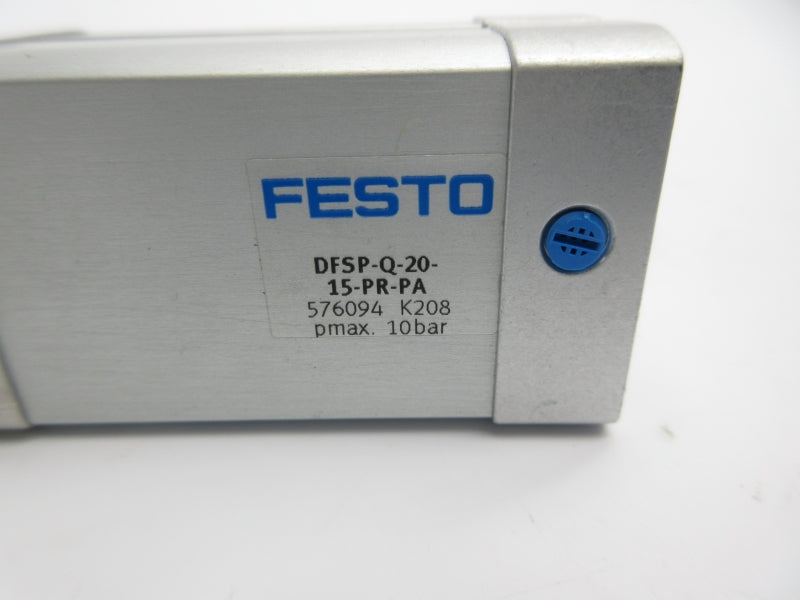 FESTO
DFSP-Q-20-
15-PR-PA
576094 K208
pmax. 10bar